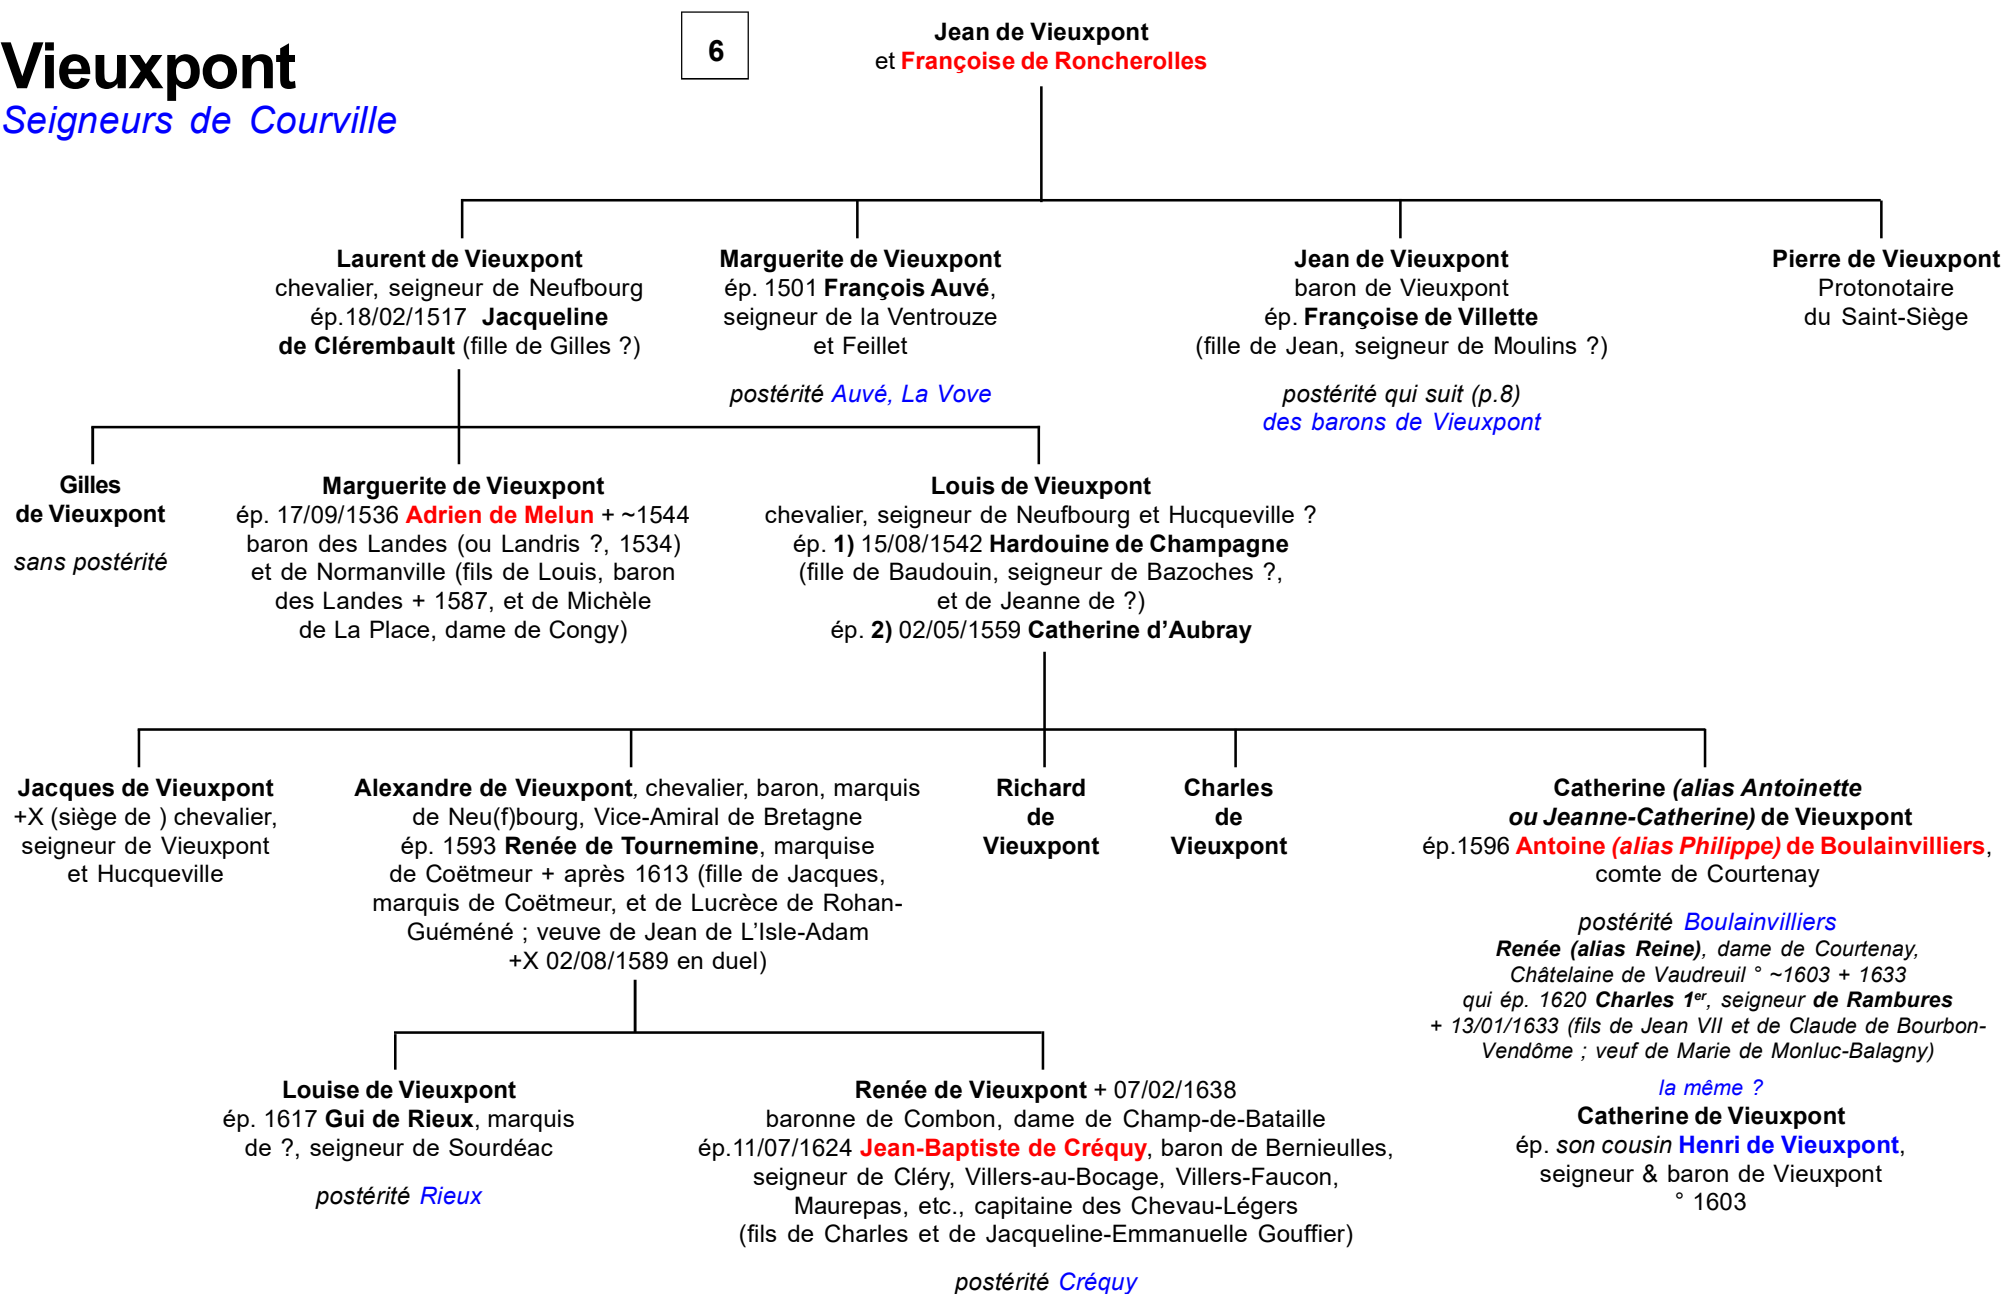 Vieuxpont
Seigneurs de Courville
6
Jean de Vieuxpont
et Françoise de Roncherolles
Laurent de Vieuxpont
chevalier, seigneur de Neufbourg
ép.18/02/1517 Jacqueline
de Clérembault (fille de Gilles ?)
Marguerite de Vieuxpont
ép. 1501 François Auvé,
seigneur de la Ventrouze
et Feillet
postérité Auvé, La Vove
Jean de Vieuxpont
baron de Vieuxpont
ép. Françoise de Villette
(fille de Jean, seigneur de Moulins ?)
postérité qui suit (p.8)
des barons de Vieuxpont
Pierre de Vieuxpont
Protonotaire
du Saint-Siège
Gilles
de Vieuxpont
sans postérité
Marguerite de Vieuxpont
ép. 17/09/1536 Adrien de Melun + ~1544
baron des Landes (ou Landris ?, 1534)
et de Normanville (fils de Louis, baron
des Landes + 1587, et de Michèle
de La Place, dame de Congy)
Louis de Vieuxpont
chevalier, seigneur de Neufbourg et Hucqueville ?
ép. 1) 15/08/1542 Hardouine de Champagne
(fille de Baudouin, seigneur de Bazoches ?,
et de Jeanne de ?)
ép. 2) 02/05/1559 Catherine d’Aubray
Jacques de Vieuxpont
+X (siège de ) chevalier,
seigneur de Vieuxpont
et Hucqueville
Alexandre de Vieuxpont, chevalier, baron, marquis
de Neu(f)bourg, Vice-Amiral de Bretagne
ép. 1593 Renée de Tournemine, marquise
de Coëtmeur + après 1613 (fille de Jacques,
marquis de Coëtmeur, et de Lucrèce de Rohan-
Guéméné ; veuve de Jean de L’Isle-Adam
+X 02/08/1589 en duel)
Richard
de
Vieuxpont
Charles
de
Vieuxpont
Catherine (alias Antoinette
ou Jeanne-Catherine) de Vieuxpont
ép.1596 Antoine (alias Philippe) de Boulainvilliers,
comte de Courtenay
postérité Boulainvilliers
Renée (alias Reine), dame de Courtenay,
Châtelaine de Vaudreuil ° ~1603 + 1633
qui ép. 1620 Charles 1er, seigneur de Rambures
+ 13/01/1633 (fils de Jean VII et de Claude de Bourbon-
Vendôme ; veuf de Marie de Monluc-Balagny)
la même ?
Catherine de Vieuxpont
ép. son cousin Henri de Vieuxpont,
seigneur & baron de Vieuxpont
° 1603
Louise de Vieuxpont
ép. 1617 Gui de Rieux, marquis
de ?, seigneur de Sourdéac
postérité Rieux
Renée de Vieuxpont + 07/02/1638
baronne de Combon, dame de Champ-de-Bataille
ép.11/07/1624 Jean-Baptiste de Créquy, baron de Bernieulles,
seigneur de Cléry, Villers-au-Bocage, Villers-Faucon,
Maurepas, etc., capitaine des Chevau-Légers
(fils de Charles et de Jacqueline-Emmanuelle Gouffier)
postérité Créquy